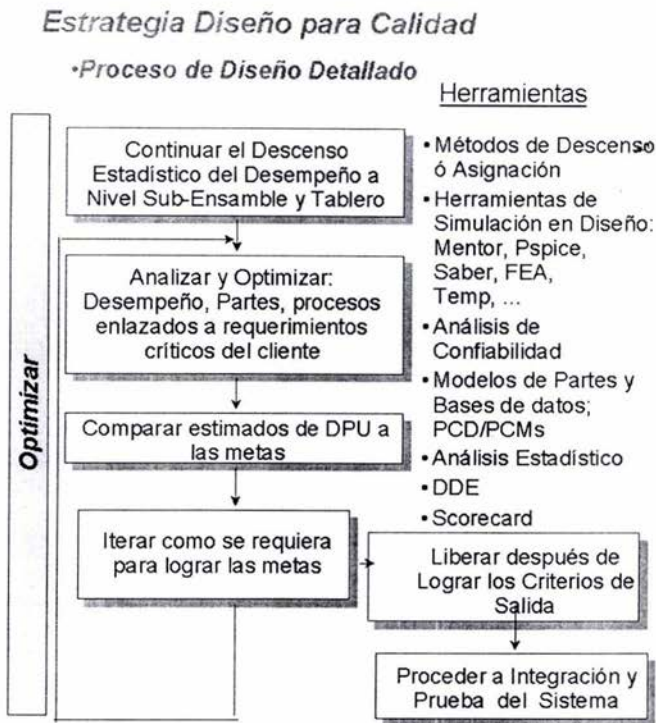 Estrategia Diseño para Calidad
•Proceso de Diseño Detallado
Herramientas
Optimizar
Continuar el Descenso
Estadístico del Desempeño a
Nivel Sub-Ensamble y Tablero
Analizar y Optimizar:
Desempeño, Partes, procesos
enlazados a requerimientos
críticos del cliente
Comparar estimados de DPU a
las metas
Iterar como se requiera
para lograr las metas
Liberar después de
Lograr los Criterios de
Salida
Proceder a Integración y
Prueba del Sistema
•Métodos de Descenso
ó Asignación
•Herramientas de
Simulación en Diseño:
Mentor, Pspice,
Saber, FEA,
Temp, ...
•Análisis de
Confiabilidad
•Modelos de Partes y
Bases de datos;
PCD/PCMs
•Análisis Estadístico
•DDE
•Scorecard